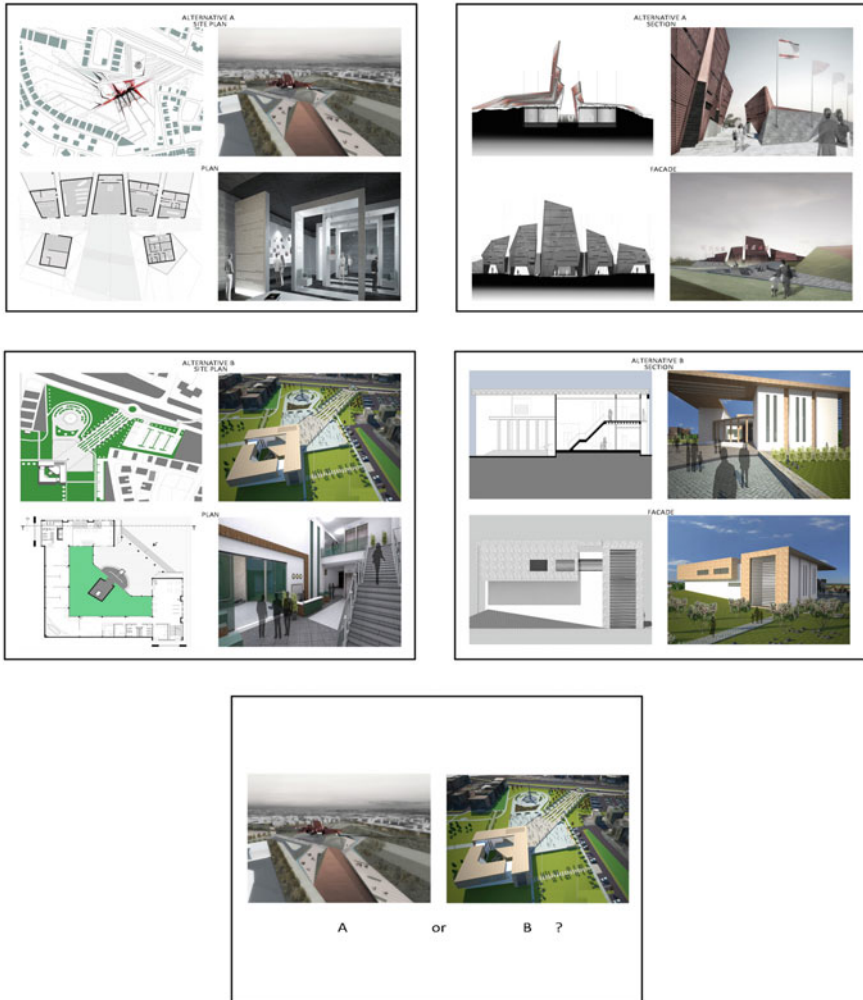 ALTERNATIVE A
SITE PLAN
PLAN
ALTERNATIVE A
SECTION
FACADE
ALTERNATIVE B
SITE PLAN
PLAN
ALTERNATIVE B
SECTION
FACADE
A or B ?